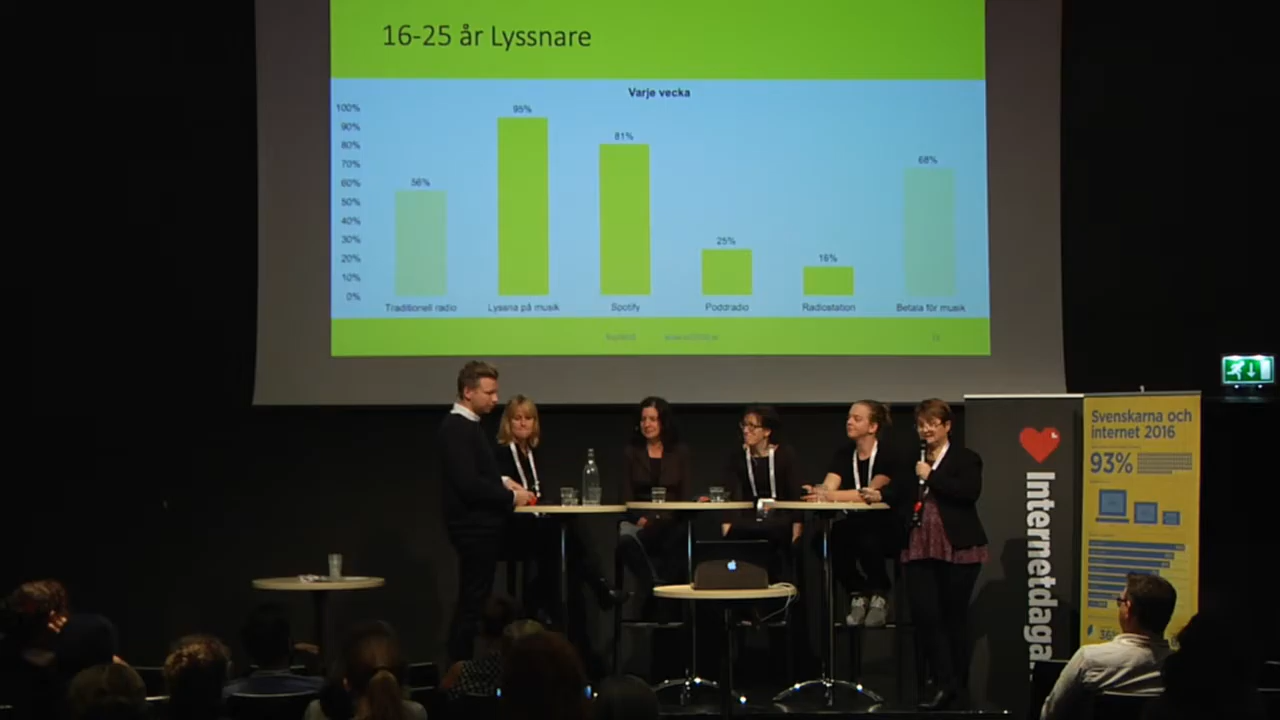 16-25 år Lyssnare
Varje vecka
100%
90%
80%
70%
60%
50%
40%
30%
20%
10%
0%
56%
95%
81%
25%
16%
68%
Traditionell radio
Lyssna på musik
Spotify
Poddradio
Radiostation
Betala för musik
Internetdaga
Svenskarna och
internet 2016
93%